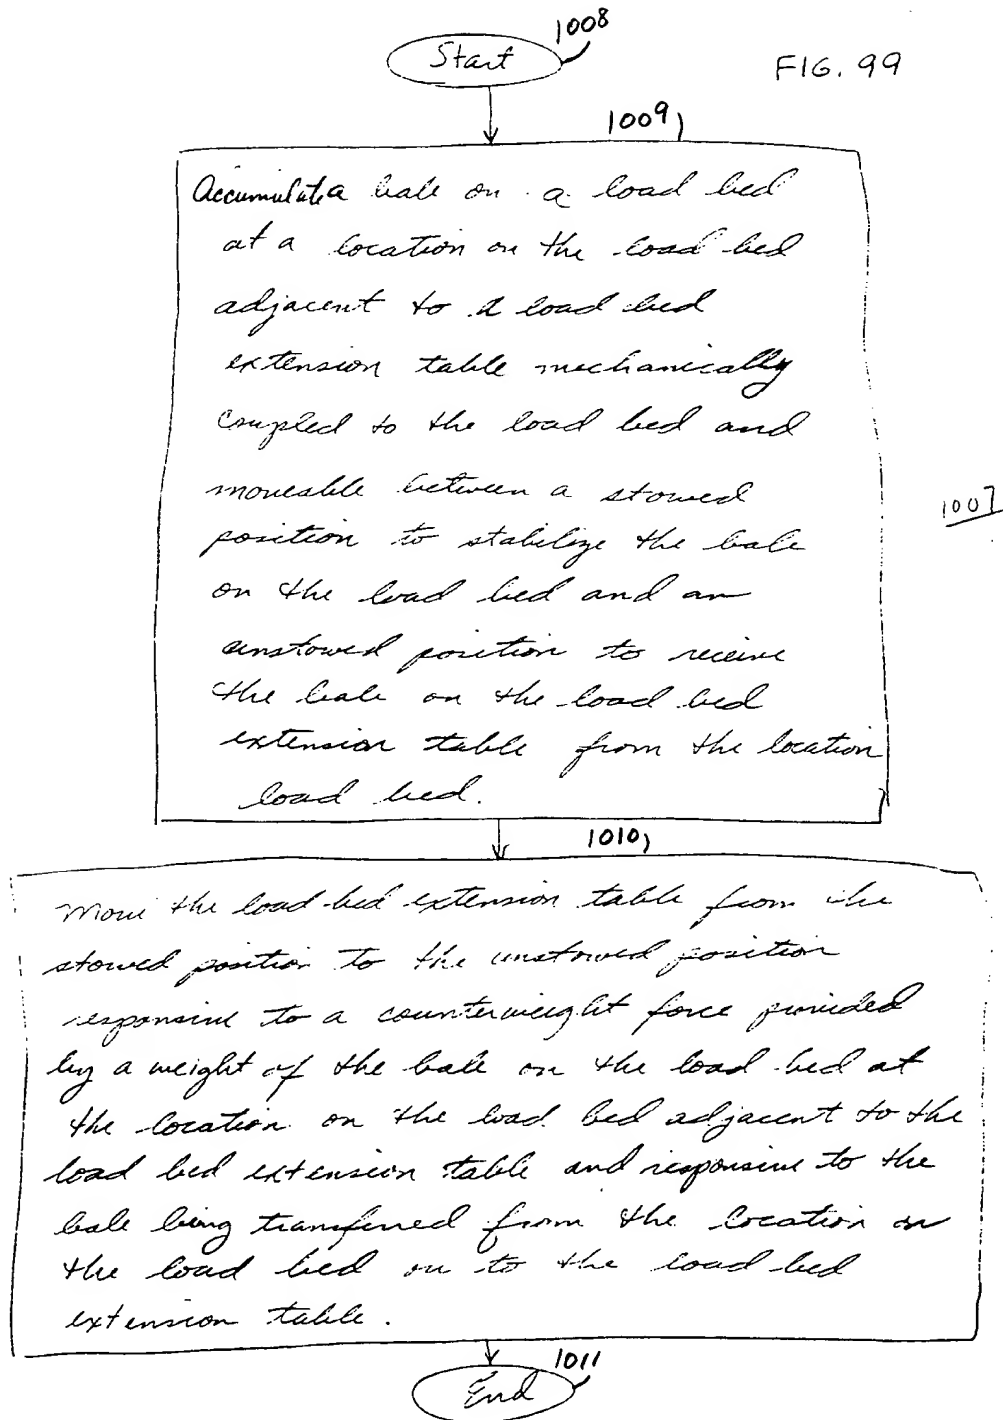 1008
Start
FIG. 99
1009
Accumulate a bale on a load bed
at a location on the load bed
adjacent to a load bed
extension table mechanically
coupled to the load bed and
moveable between a stowed
position to stabilize the bale
on the load bed and an
unstowed position to receive
the bale on the load bed
extension table from the location
load bed.
1007
1010
Move the load bed extension table from the
stowed position to the unstowed position
responsive to a counterweight force provided
by a weight of the bale on the load bed at
the location on the load bed adjacent to the
load bed extension table and responsive to the
bale being transferred from the location on
the load bed on to the load bed
extension table.
1011
End